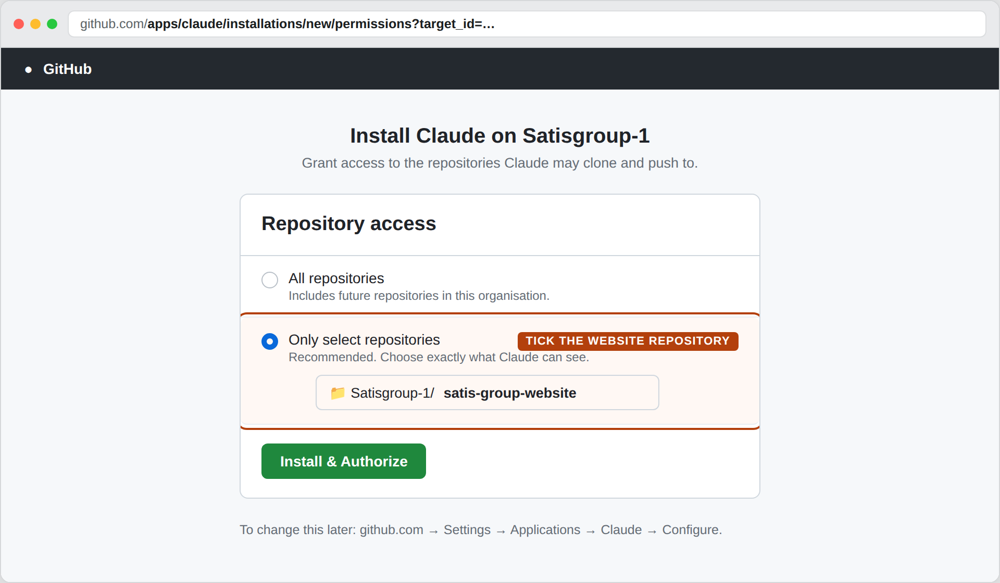 github.com/apps/claude/installations/new/permissions?target_id=…
● GitHub
Install Claude on Satisgroup-1
Grant access to the repositories Claude may clone and push to.
Repository access
All repositories
Includes future repositories in this organisation.
Only select repositories
TICK THE WEBSITE REPOSITORY
Recommended. Choose exactly what Claude can see.
📁 Satisgroup-1/ satis-group-website
Install & Authorize
To change this later: github.com → Settings → Applications → Claude → Configure.